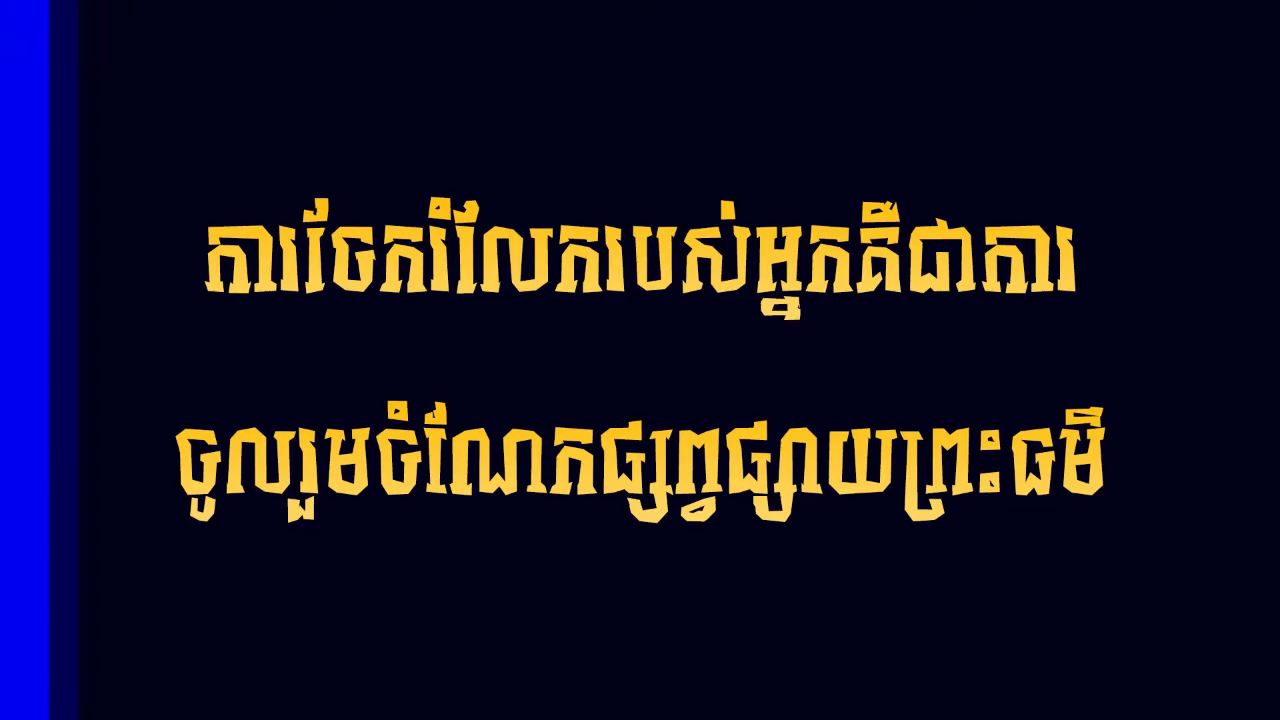 ការចែករំលែករបស់អ្នកគឺជាការ
ចូលរួមចំណែកផ្សព្វផ្សាយព្រះធម៌